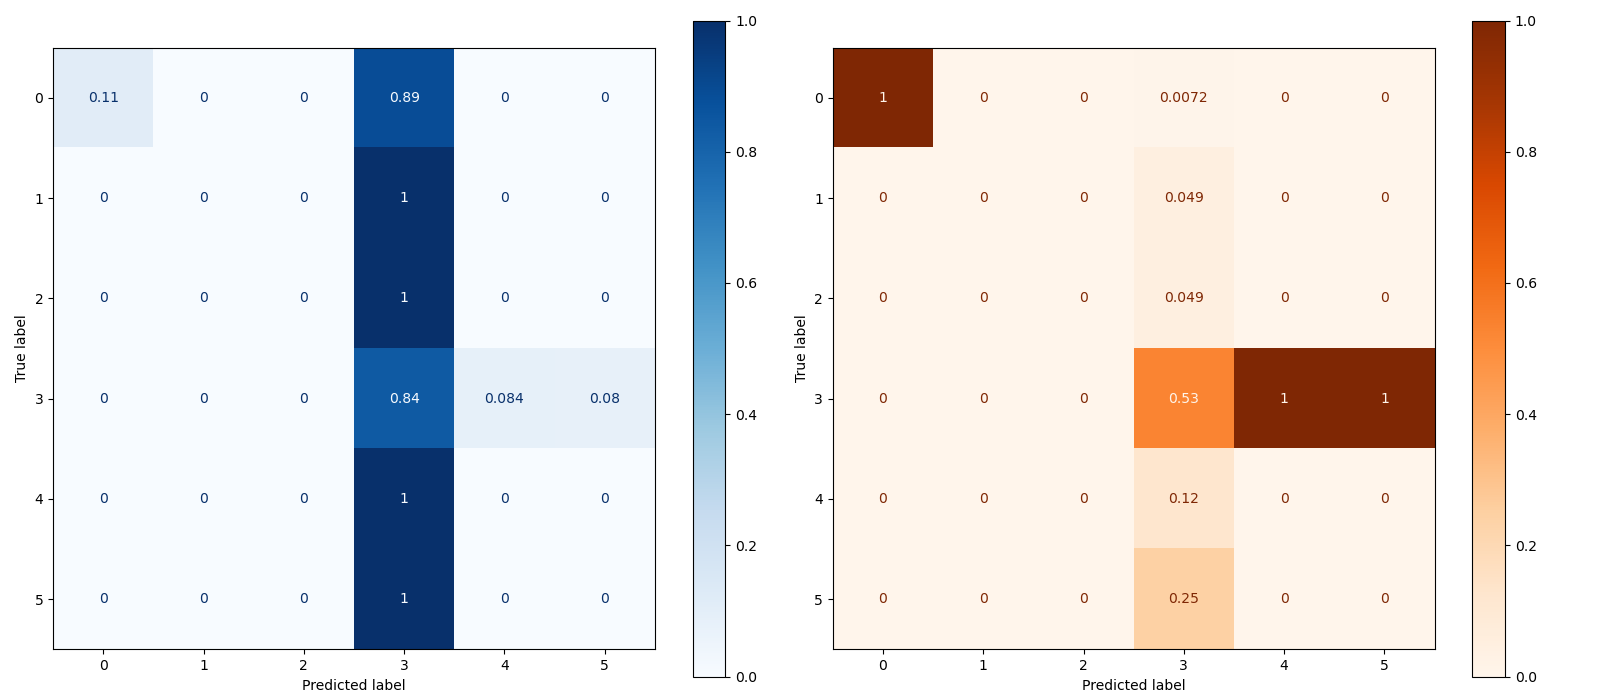 1.0
0.8
0.6
0.4
0.2
0.0
0 0.11 0 0 0.89 0 0
1 0 0 0 1 0 0
2 0 0 0 1 0 0
3 0 0 0 0.84 0.084 0.08
4 0 0 0 1 0 0
5 0 0 0 1 0 0
0 1 2 3 4 5
True label
Predicted label
1.0
0.8
0.6
0.4
0.2
0.0
0 1 0 0 0.0072 0 0
1 0 0 0 0.049 0 0
2 0 0 0 0.049 0 0
3 0 0 0 0.53 1 1
4 0 0 0 0.12 0 0
5 0 0 0 0.25 0 0
0 1 2 3 4 5
True label
Predicted label